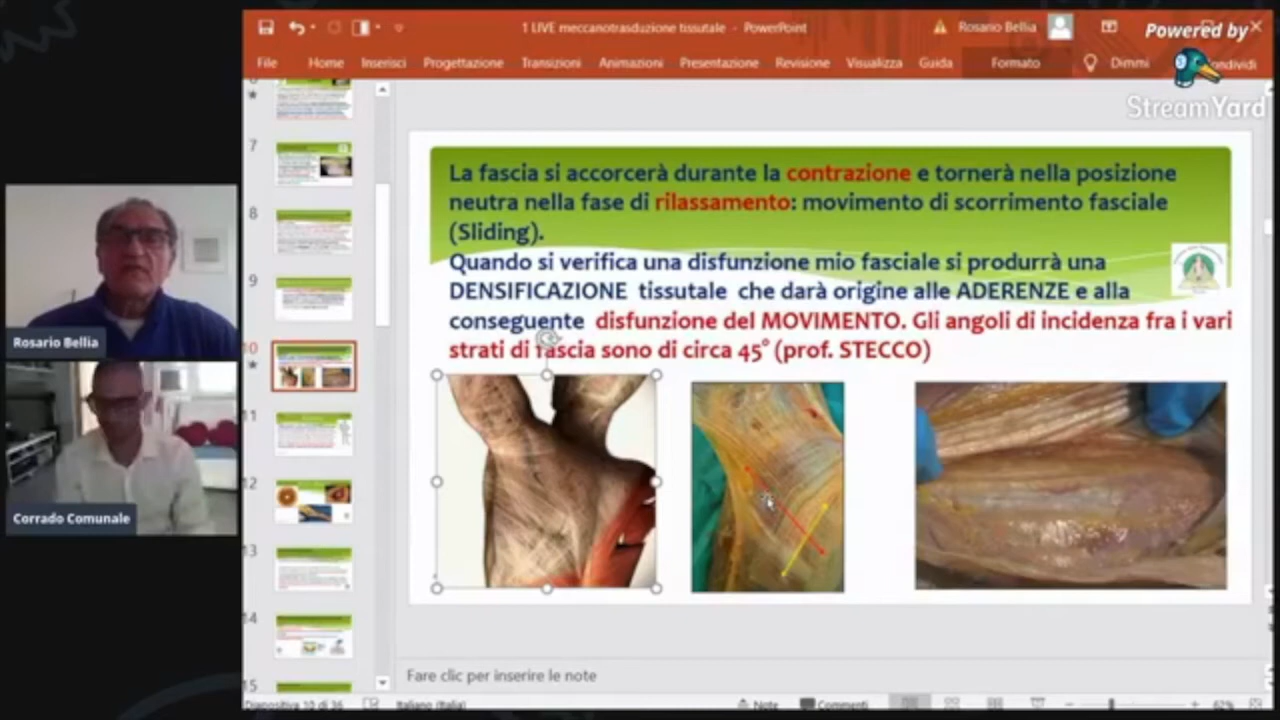 1 LIVE meccanotrasduzione tissutale - PowerPoint
Rosario Bellia
Powered by
StreamYard
File Home Inserisci Progettazione Transizioni Animazioni Presentazione Revisione Visualizza Guida Formato Dimmi
7
8
9
10
11
12
13
14
15
La fascia si accorcerà durante la contrazione e tornerà nella posizione
neutra nella fase di rilassamento: movimento di scorrimento fasciale
(Sliding).
Quando si verifica una disfunzione mio fasciale si produrrà una
DENSIFICAZIONE tissutale che darà origine alle ADERENZE e alla
conseguente disfunzione del MOVIMENTO. Gli angoli di incidenza fra i vari
strati di fascia sono di circa 45° (prof. STECCO)
Rosario Bellia
Corrado Comunale
Fare clic per inserire le note
Diapositiva 10 di 36 Italiano (Italia) Note Commenti 62%